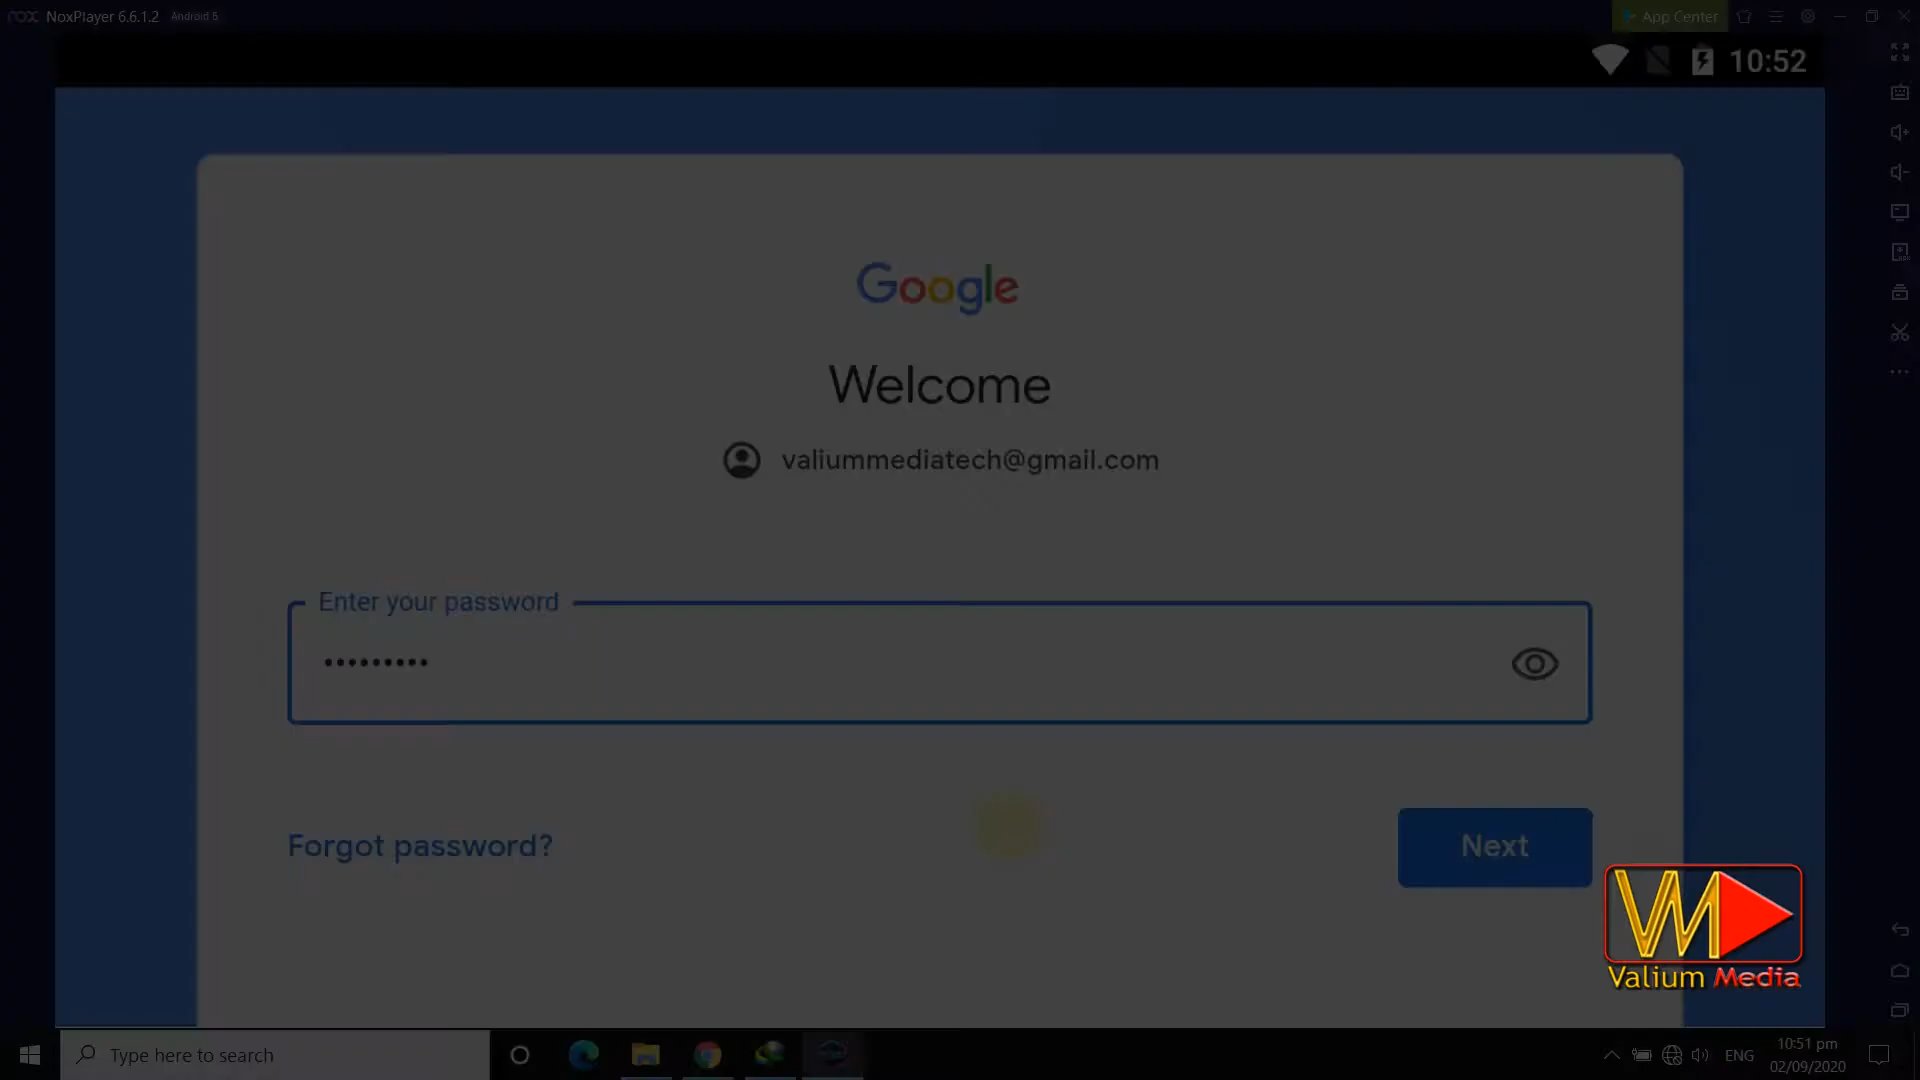 nox NoxPlayer 6.6.1.2 Android 5
App Center
10:52
Google
Welcome
valiummediatech@gmail.com
Enter your password
•••••••••
Forgot password?
Next
VM
Valium Media
Type here to search
ENG
10:51 pm
02/09/2020